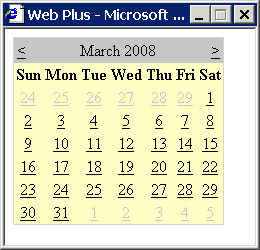 Web Plus - Microsoft ...
< March 2008 >
Sun Mon Tue Wed Thu Fri Sat
24 25 26 27 28 29 1
2 3 4 5 6 7 8
9 10 11 12 13 14 15
16 17 18 19 20 21 22
23 24 25 26 27 28 29
30 31 1 2 3 4 5